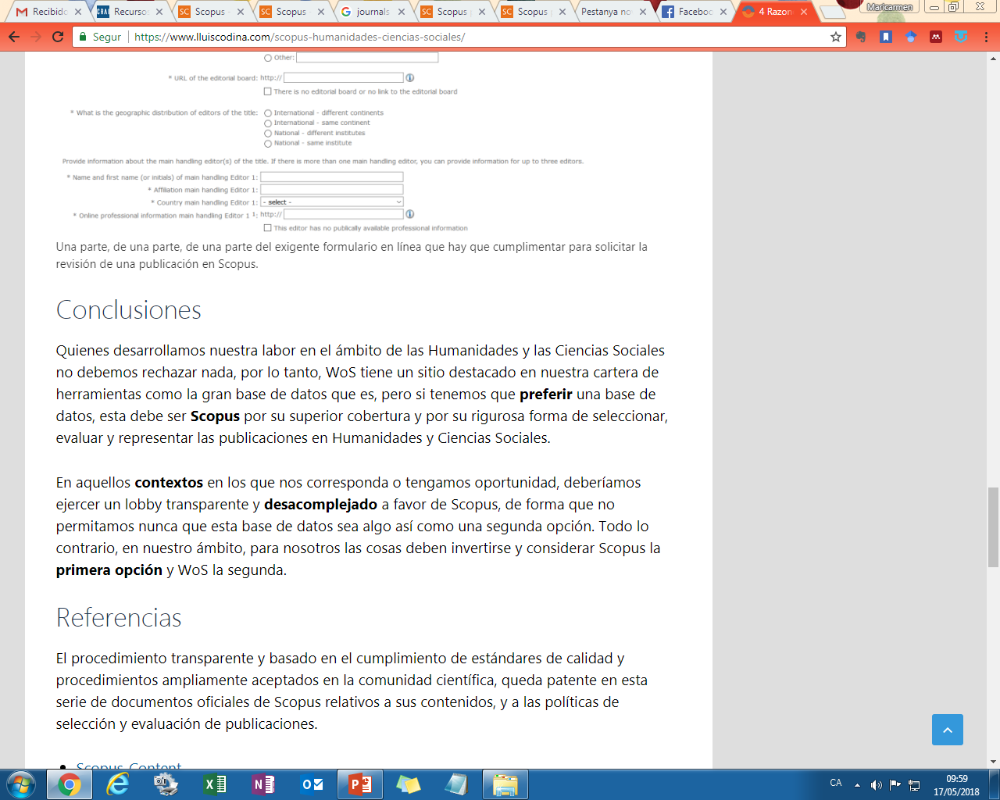 Recibido
Recurso
Scopus -
Scopus -
journals
Scopus
Scopus
Pestanya no
Facebo
4 Razon
Maricarmen
Segur
https://www.lluiscodina.com/scopus-humanidades-ciencias-sociales/
Other:
* URL of the editorial board: http://
There is no editorial board or no link to the editorial board
* What is the geographic distribution of editors of the title:
International - different continents
International - same continent
National - different institutes
National - same institute
Provide information about the main handling editor(s) of the title. If there is more than one main handling editor, you can provide information for up to three editors.
* Name and first name (or initials) of main handling Editor 1:
* Affiliation main handling Editor 1:
* Country main handling Editor 1: - select -
* Online professional information main handling Editor 1 1: http://
This editor has no publically available professional information
Una parte, de una parte, de una parte del exigente formulario en línea que hay que cumplimentar para solicitar la
revisión de una publicación en Scopus.
Conclusiones
Quienes desarrollamos nuestra labor en el ámbito de las Humanidades y las Ciencias Sociales
no debemos rechazar nada, por lo tanto, WoS tiene un sitio destacado en nuestra cartera de
herramientas como la gran base de datos que es, pero si tenemos que preferir una base de
datos, esta debe ser Scopus por su superior cobertura y por su rigurosa forma de seleccionar,
evaluar y representar las publicaciones en Humanidades y Ciencias Sociales.
En aquellos contextos en los que nos corresponda o tengamos oportunidad, deberíamos
ejercer un lobby transparente y desacomplejado a favor de Scopus, de forma que no
permitamos nunca que esta base de datos sea algo así como una segunda opción. Todo lo
contrario, en nuestro ámbito, para nosotros las cosas deben invertirse y considerar Scopus la
primera opción y WoS la segunda.
Referencias
El procedimiento transparente y basado en el cumplimiento de estándares de calidad y
procedimientos ampliamente aceptados en la comunidad científica, queda patente en esta
serie de documentos oficiales de Scopus relativos a sus contenidos, y a las políticas de
selección y evaluación de publicaciones.
Scopus Content
CA
09:59
17/05/2018